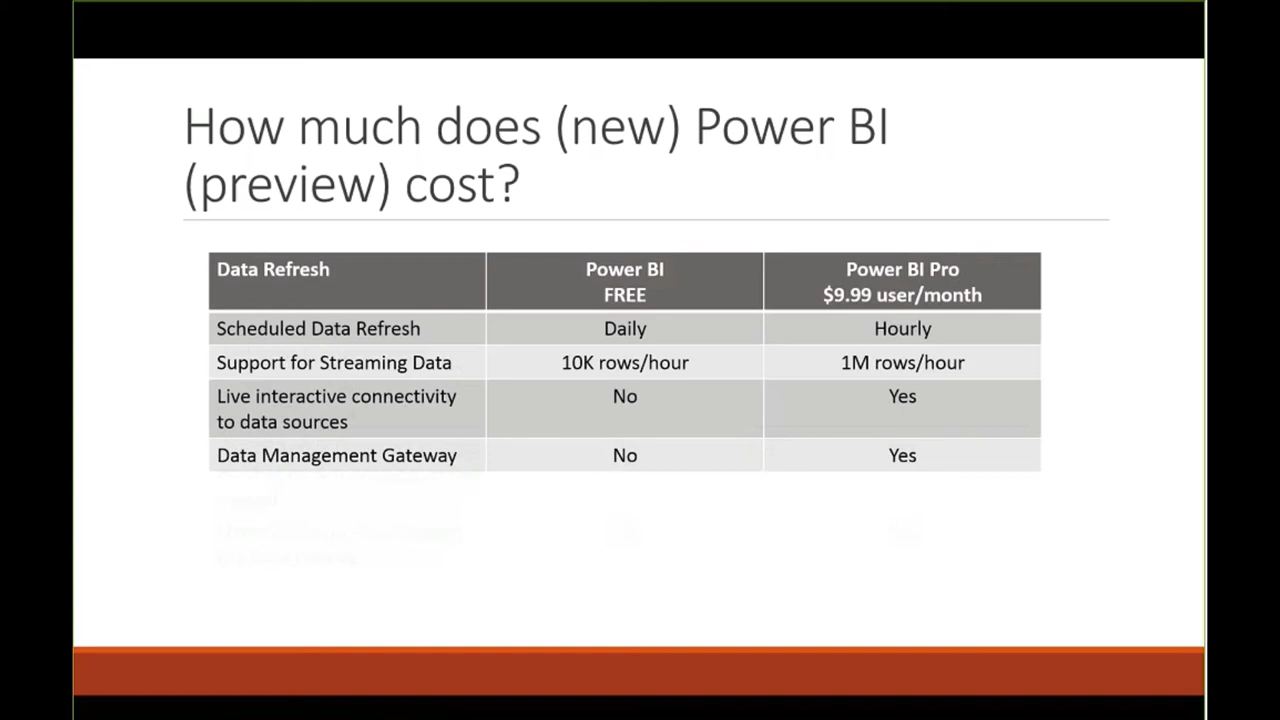 How much does (new) Power BI
(preview) cost?
Data Refresh
Power BI
FREE
Power BI Pro
$9.99 user/month
Scheduled Data Refresh
Daily
Hourly
Support for Streaming Data
10K rows/hour
1M rows/hour
Live interactive connectivity
to data sources
No
Yes
Data Management Gateway
No
Yes